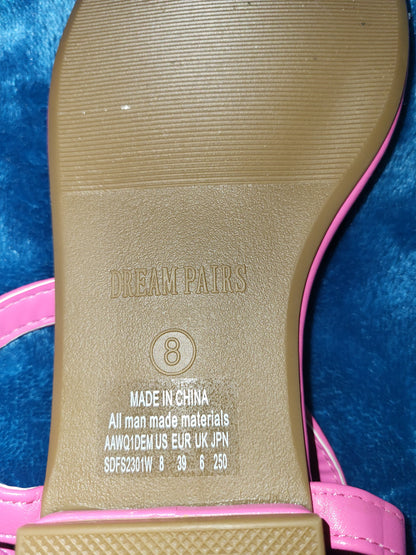 DREAM PAIRS
8
MADE IN CHINA
All man made materials
AAWQ1DEM US EUR UK JPN
SDFS2301W 8 39 6 250